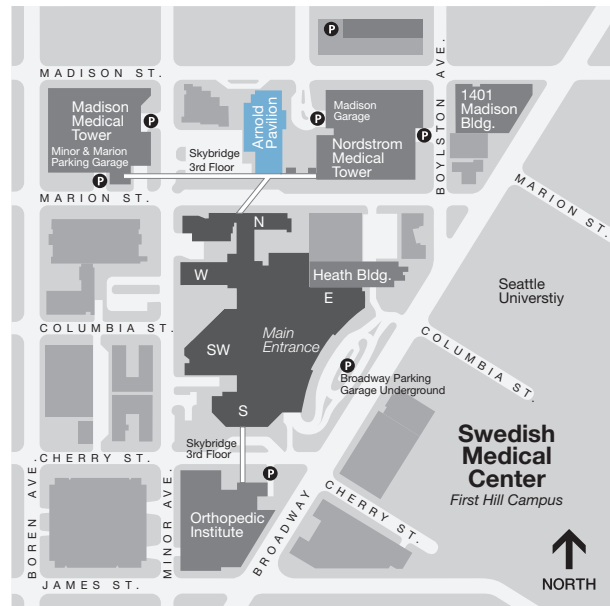 P
MADISON ST.
BOYLSTON AVE.
Madison
Medical
Tower
Minor & Marion
Parking Garage
P
P
Arnold
Pavilion
P
Madison
Garage
P
Nordstrom
Medical
Tower
1401
Madison
Bldg.
Skybridge
3rd Floor
MARION ST.
MARION ST.
N
W
Heath Bldg.
E
Seattle
Universtiy
COLUMBIA ST.
Main
Entrance
SW
COLUMBIA ST.
P
Broadway Parking
Garage Underground
S
Skybridge
3rd Floor
CHERRY ST.
P
Swedish
Medical
Center
First Hill Campus
BOREN AVE.
MINOR AVE.
Orthopedic
Institute
BROADWAY
CHERRY ST.
JAMES ST.
NORTH